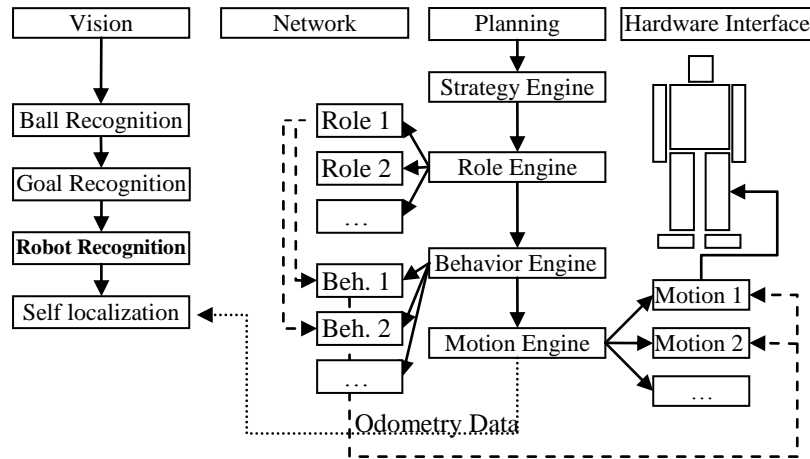 Vision
Network
Planning
Hardware Interface
Strategy Engine
Ball Recognition
Role 1
Goal Recognition
Role 2
Role Engine
…
Robot Recognition
Behavior Engine
Beh. 1
Self localization
Motion 1
Beh. 2
Motion Engine
Motion 2
…
…
Odometry Data